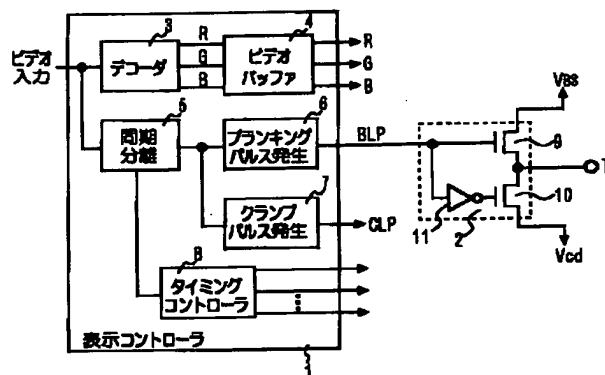 3
4
R
G
B
ビデオ
入力
デコーダ
ビデオ
バッファ
R
G
B
5
6
同期
分離
ブランキング
パルス発生
BLP
7
クランプ
パルス発生
CLP
8
タイミング
コントローラ
表示コントローラ
1
VBS
9
T
10
11
2
Vcd